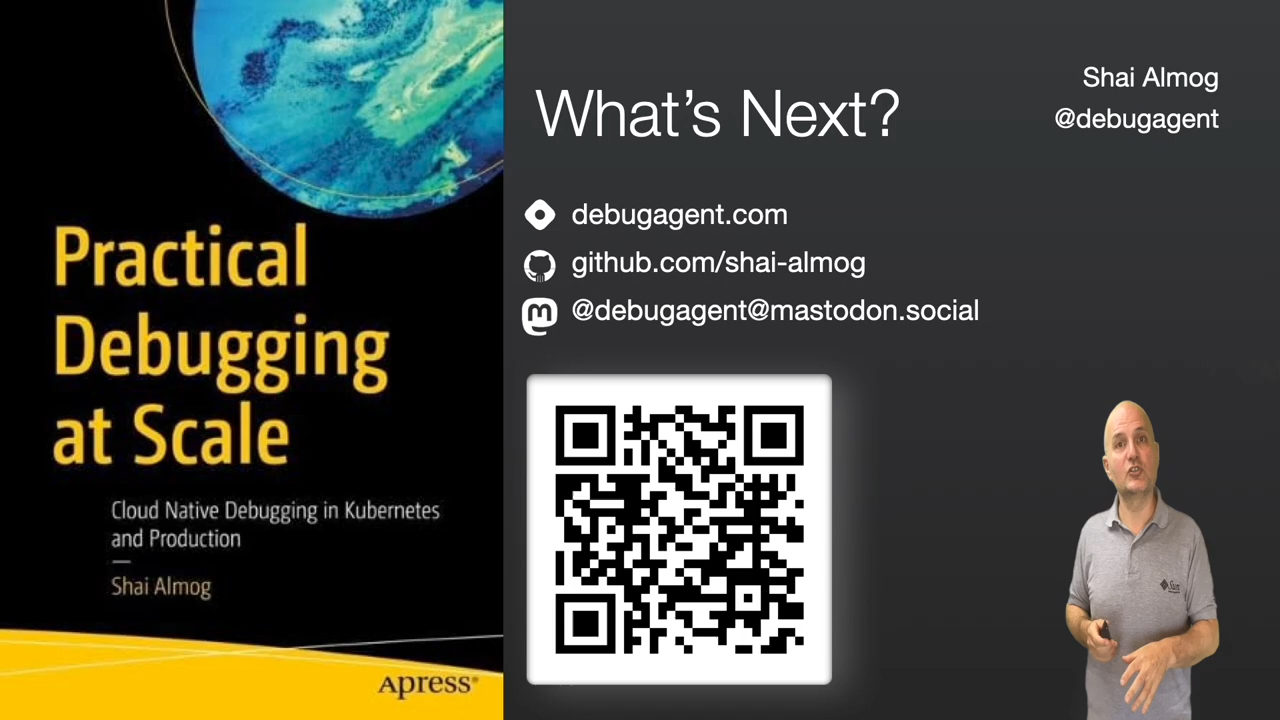 Practical
Debugging
at Scale
Cloud Native Debugging in Kubernetes
and Production
Shai Almog
Apress®
What’s Next?
Shai Almog
@debugagent
debugagent.com
github.com/shai-almog
@debugagent@mastodon.social
Sun